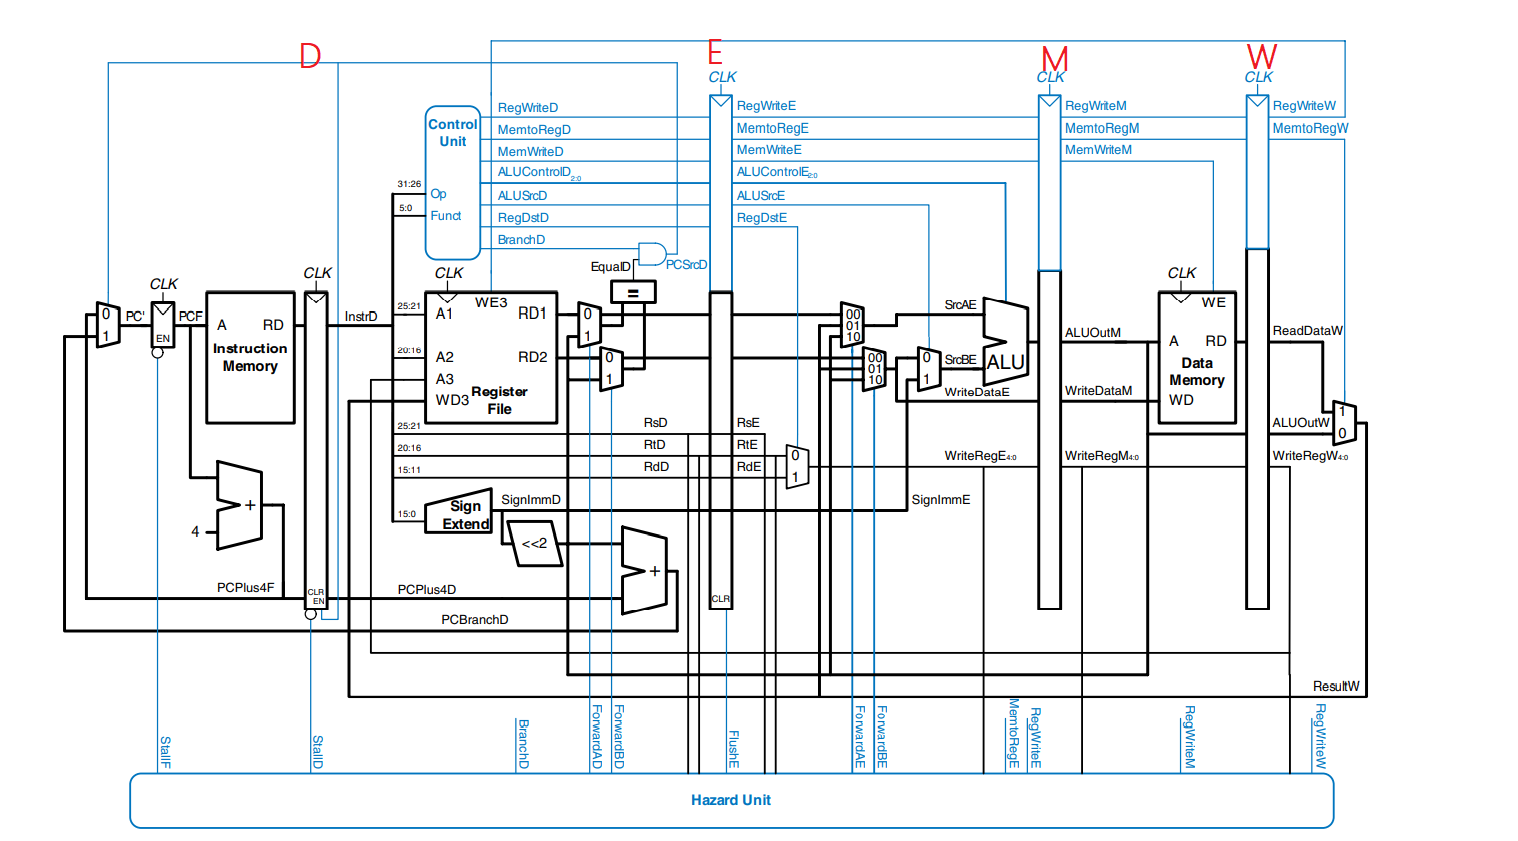 D
E
M
W
CLK
CLK
CLK
RegWriteD
RegWriteE
RegWriteM
RegWriteW
Control
Unit
MemtoRegD
MemtoRegE
MemtoRegM
MemtoRegW
MemWriteD
MemWriteE
MemWriteM
ALUControlD2:0
ALUControlE2:0
31:26
Op
ALUSrcD
ALUSrcE
5:0
Funct
RegDstD
RegDstE
BranchD
EqualD
PCSrcD
CLK
CLK
CLK
CLK
=
0
1
PC'
EN
PCF
A
RD
Instruction
Memory
InstrD
25:21
A1
WE3
RD1
0
1
20:16
A2
RD2
0
1
A3
WD3
Register
File
00
01
10
00
01
10
SrcAE
0
1
SrcBE
ALU
WriteDataE
ALUOutM
WriteDataM
WE
A
RD
Data
Memory
WD
ReadDataW
ALUOutW
1
0
25:21
RsD
RsE
20:16
RtD
RtE
15:11
RdD
RdE
0
1
WriteRegE4:0
WriteRegM4:0
WriteRegW4:0
15:0
Sign
Extend
SignImmD
SignImmE
+
4
<<2
+
PCPlus4F
CLR
EN
PCPlus4D
CLR
PCBranchD
ResultW
StallF
StallD
BranchD
ForwardAD
ForwardBD
FlushE
ForwardAE
ForwardBE
MemtoRegE
RegWriteE
RegWriteM
RegWriteW
Hazard Unit